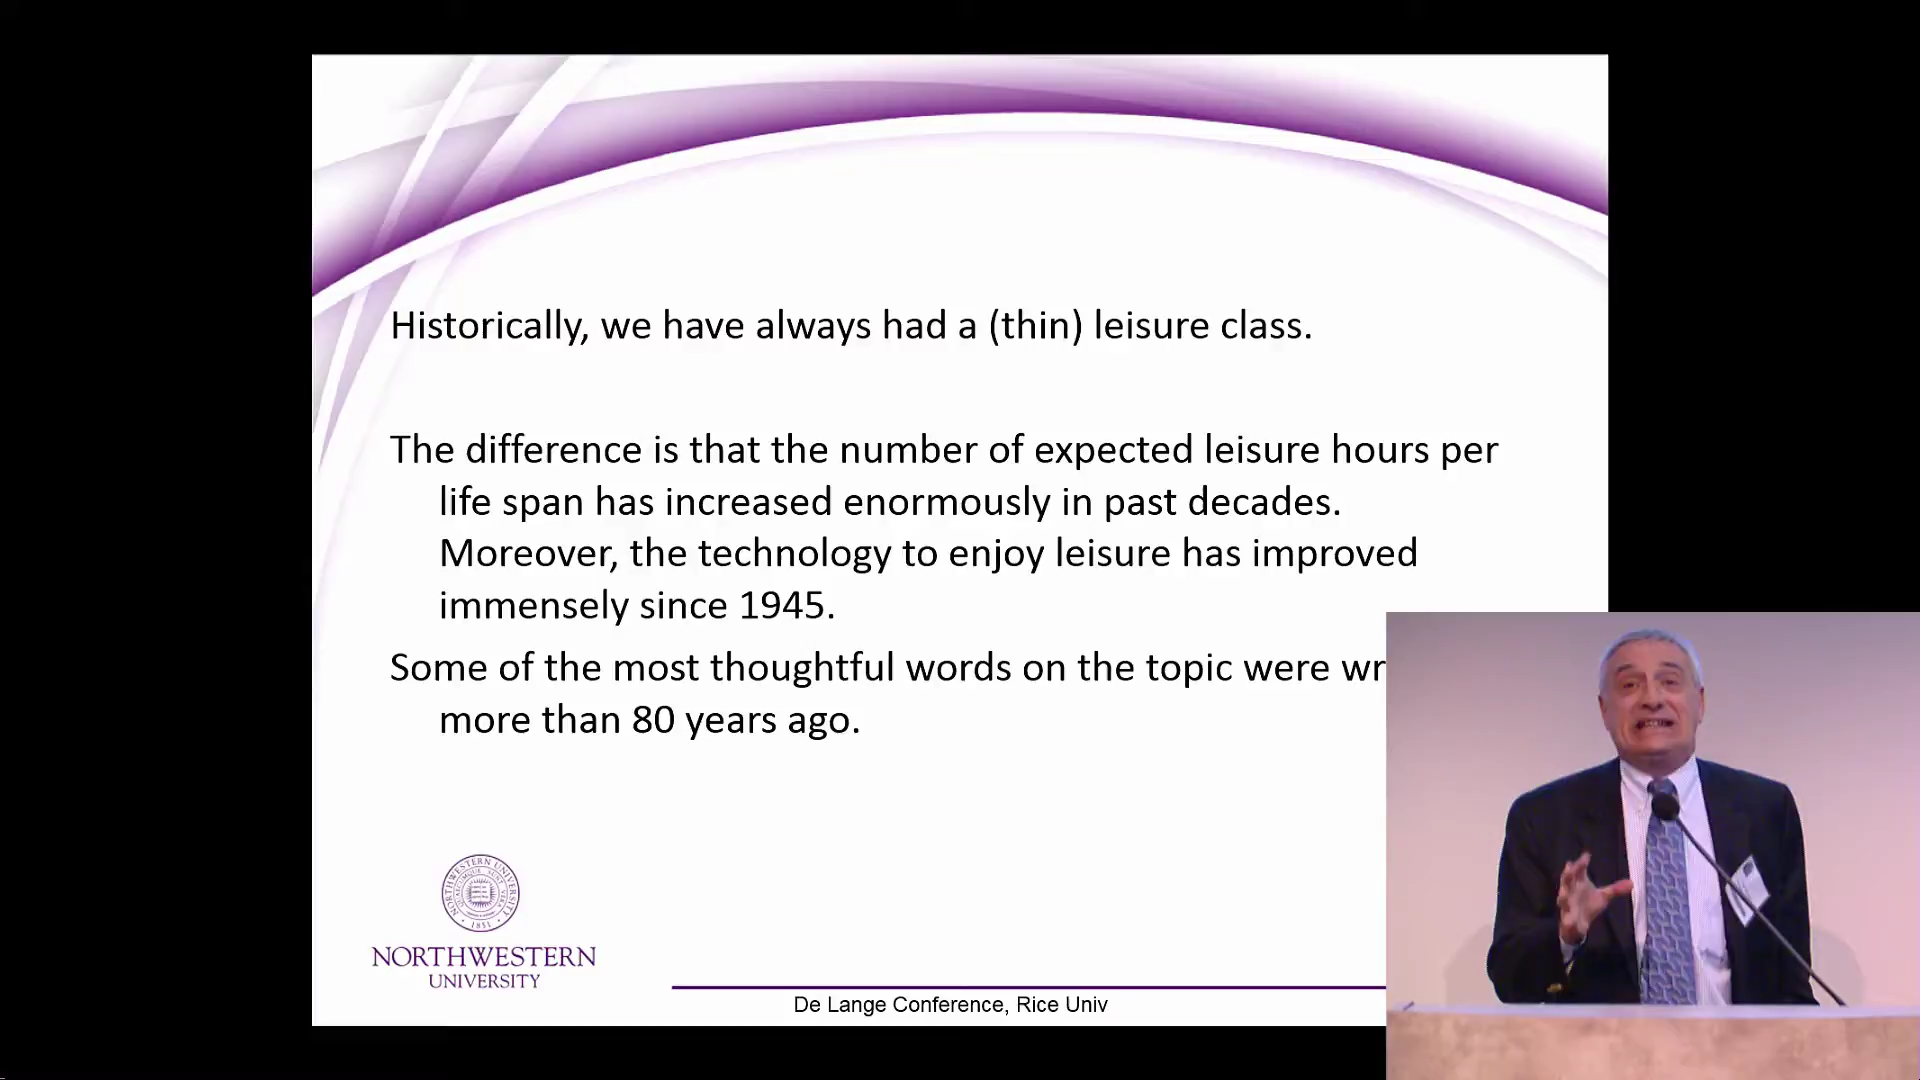 Historically, we have always had a (thin) leisure class.
The difference is that the number of expected leisure hours per
life span has increased enormously in past decades.
Moreover, the technology to enjoy leisure has improved
immensely since 1945.
Some of the most thoughtful words on the topic were
more than 80 years ago.
NORTHWESTERN UNIVERSITY
1851
NORTHWESTERN
UNIVERSITY
De Lange Conference, Rice Univ